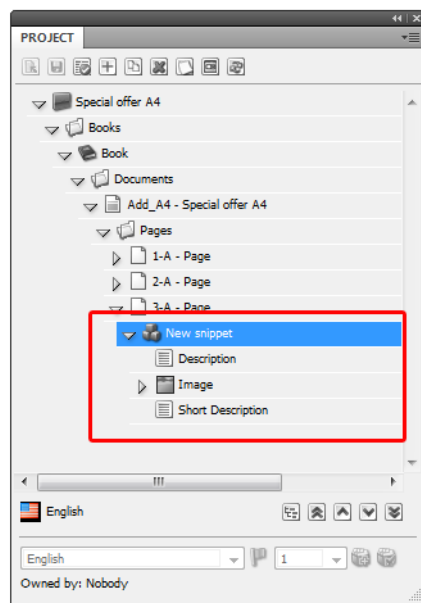 PROJECT
Special offer A4
Books
Book
Documents
Add_A4 - Special offer A4
Pages
1-A - Page
2-A - Page
3-A - Page
New snippet
Description
Image
Short Description
English
English 1
Owned by: Nobody